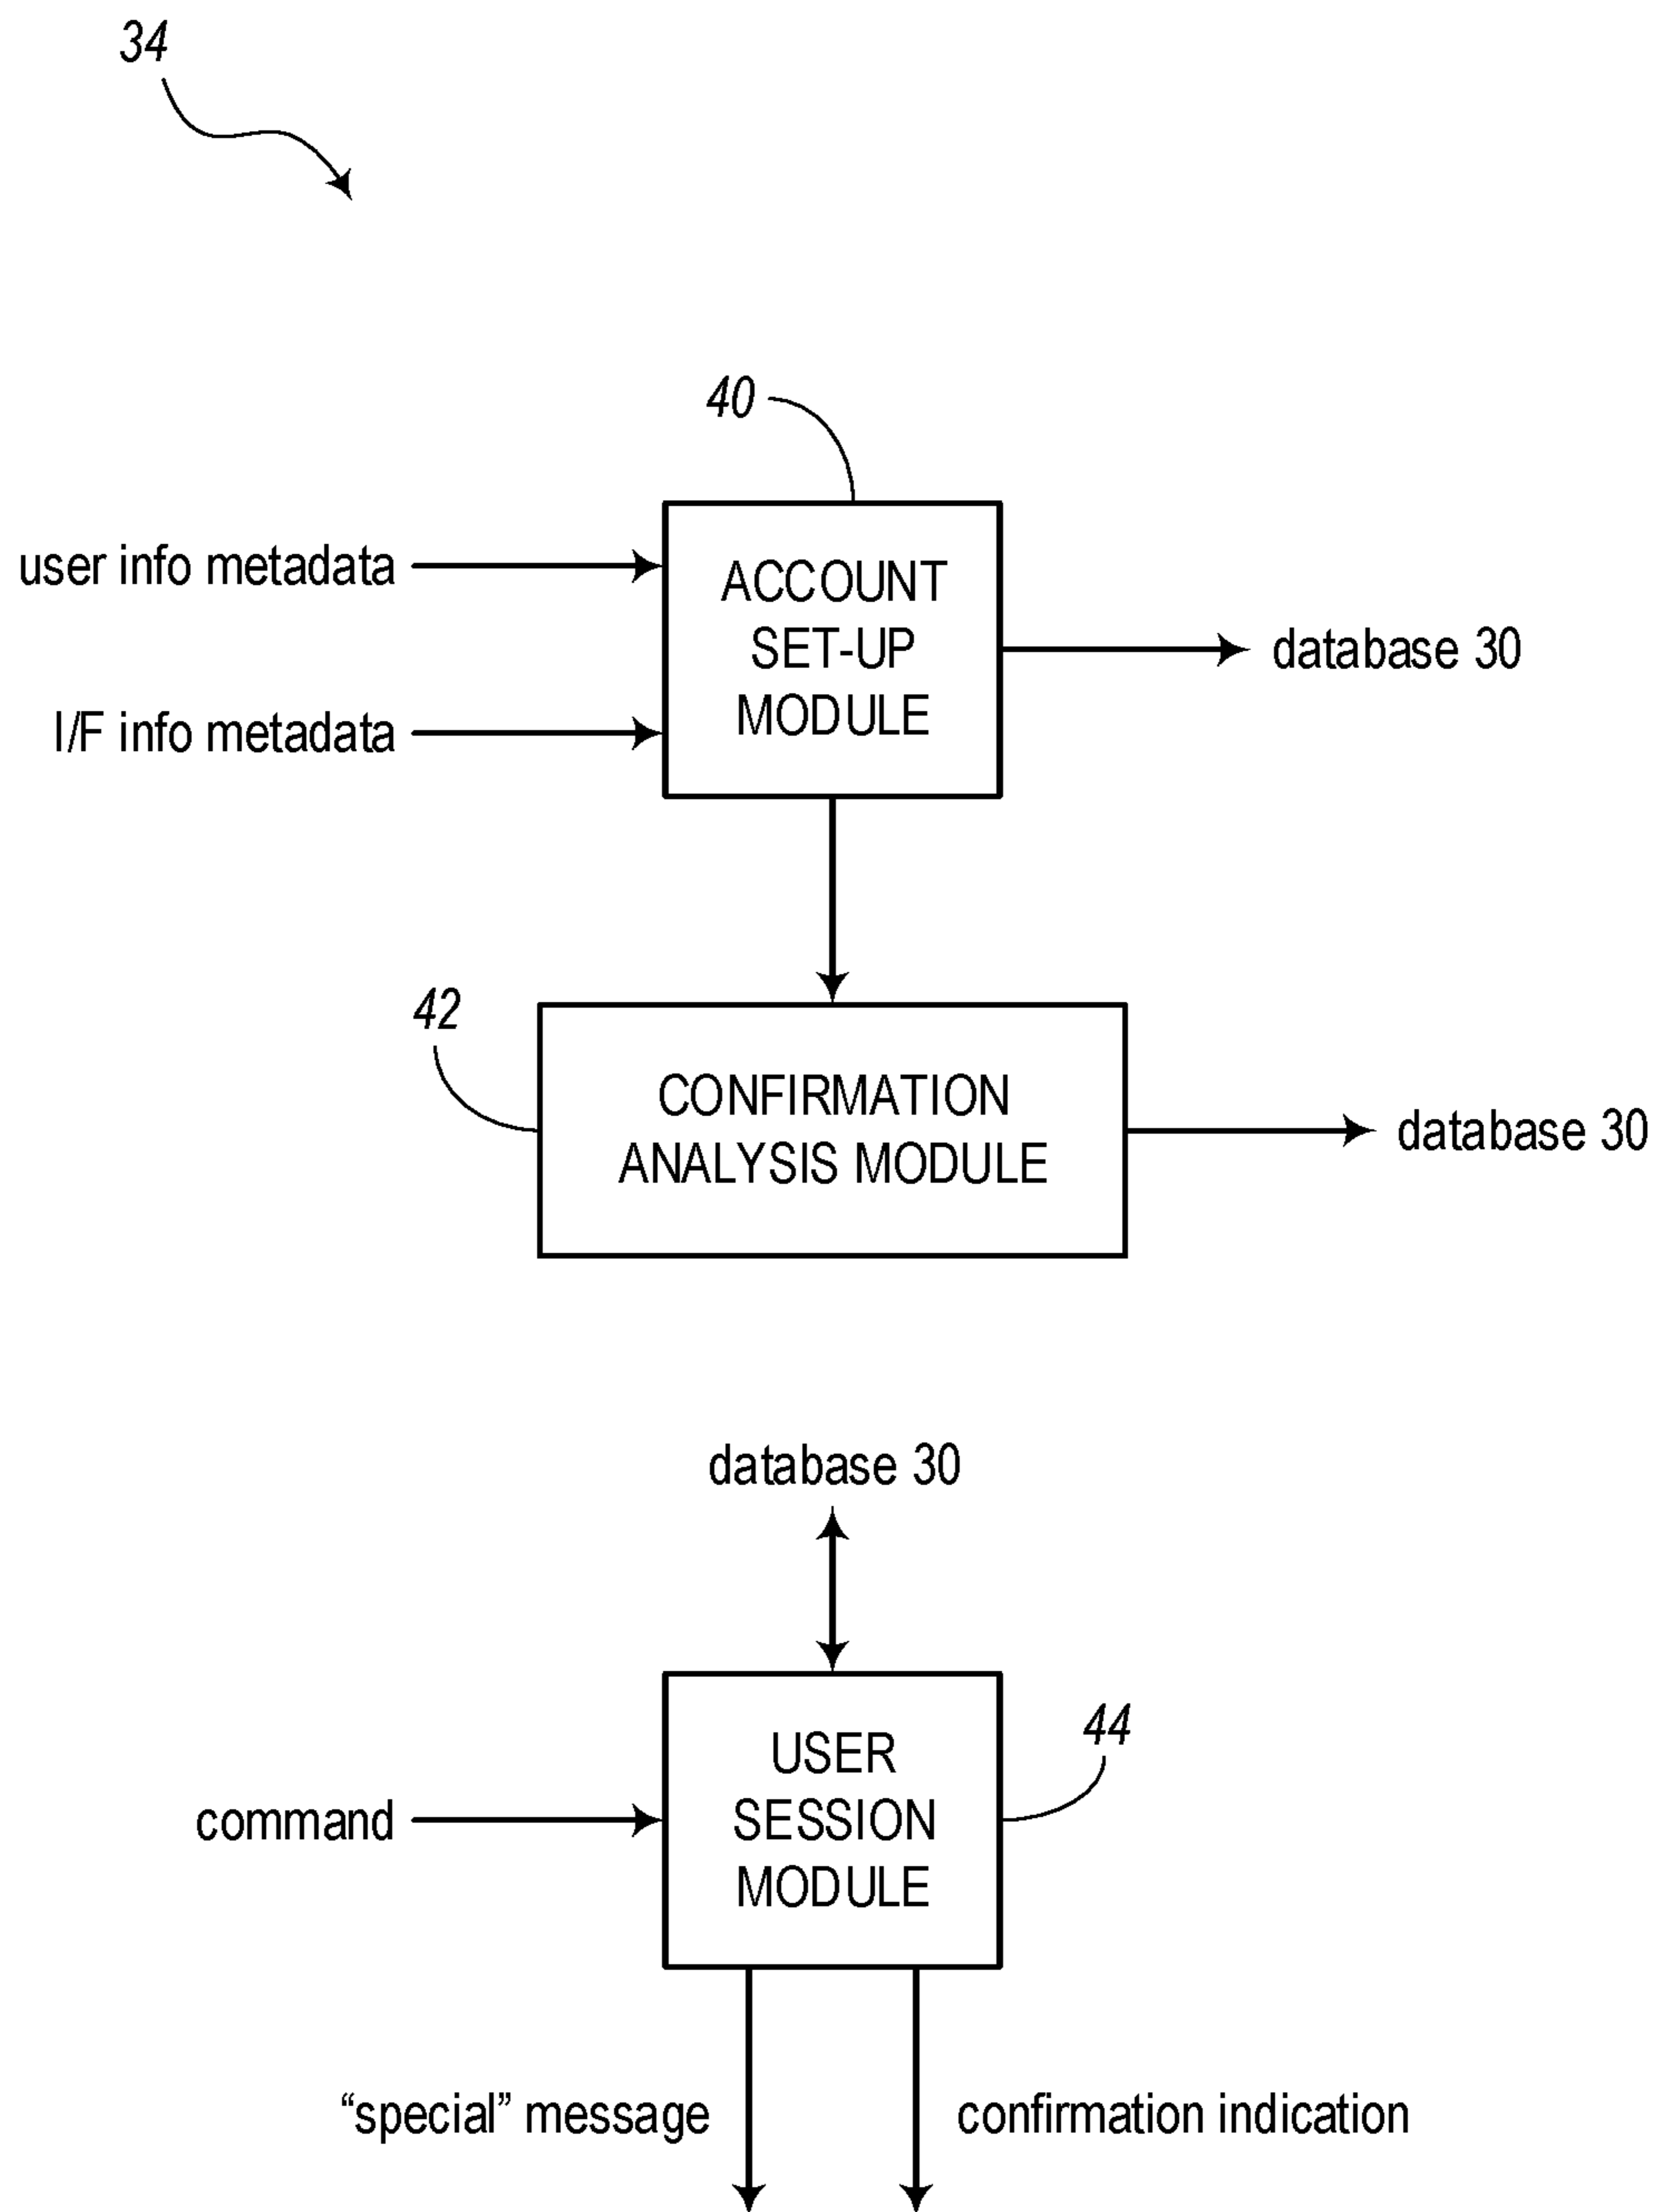 34
40
user info metadata
I/F info metadata
ACCOUNT
SET-UP
MODULE
database 30
42
CONFIRMATION
ANALYSIS MODULE
database 30
database 30
44
command
USER
SESSION
MODULE
“special” message
confirmation indication